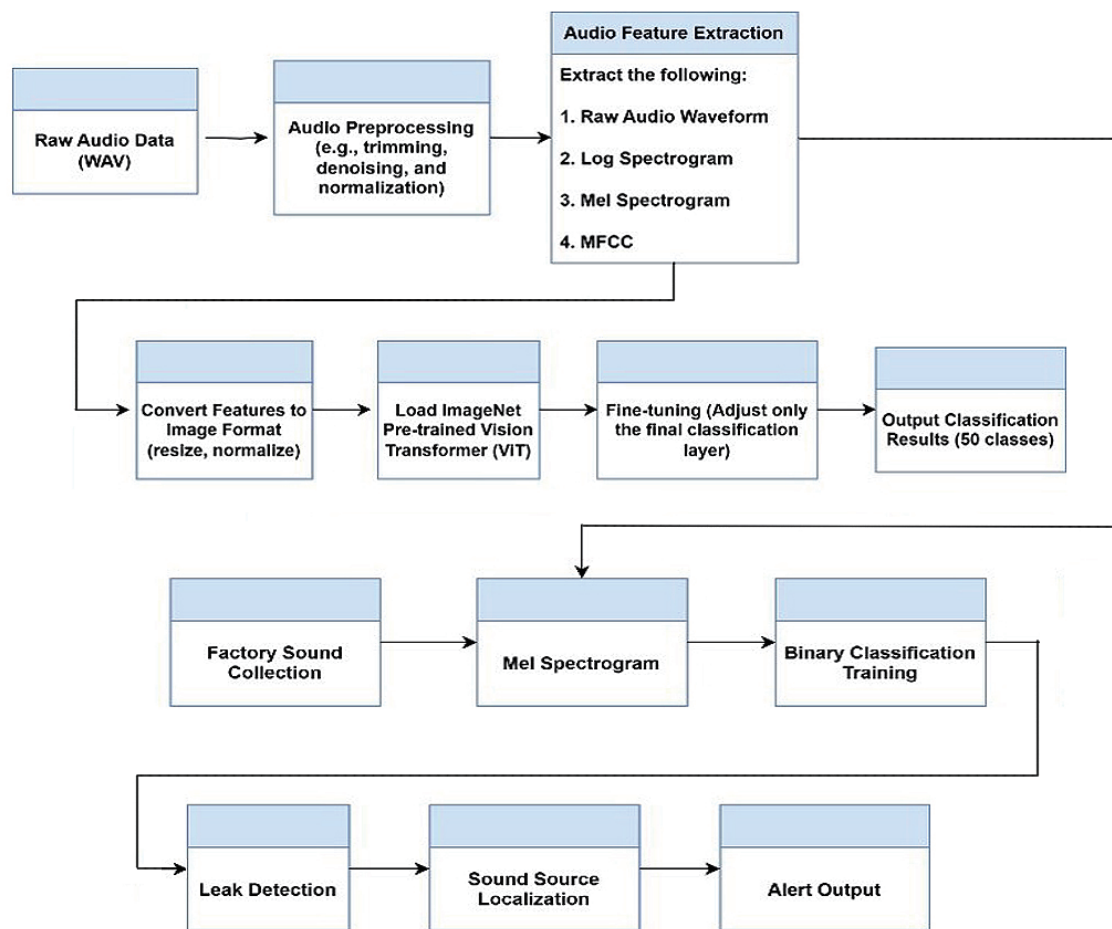 Raw Audio Data
(WAV)
Audio Preprocessing
(e.g., trimming,
denoising, and
normalization)
Audio Feature Extraction
Extract the following:
1. Raw Audio Waveform
2. Log Spectrogram
3. Mel Spectrogram
4. MFCC
Convert Features to
Image Format
(resize, normalize)
Load ImageNet
Pre-trained Vision
Transformer (ViT)
Fine-tuning (Adjust only
the final classification
layer)
Output Classification
Results (50 classes)
Factory Sound
Collection
Mel Spectrogram
Binary Classification
Training
Leak Detection
Sound Source
Localization
Alert Output